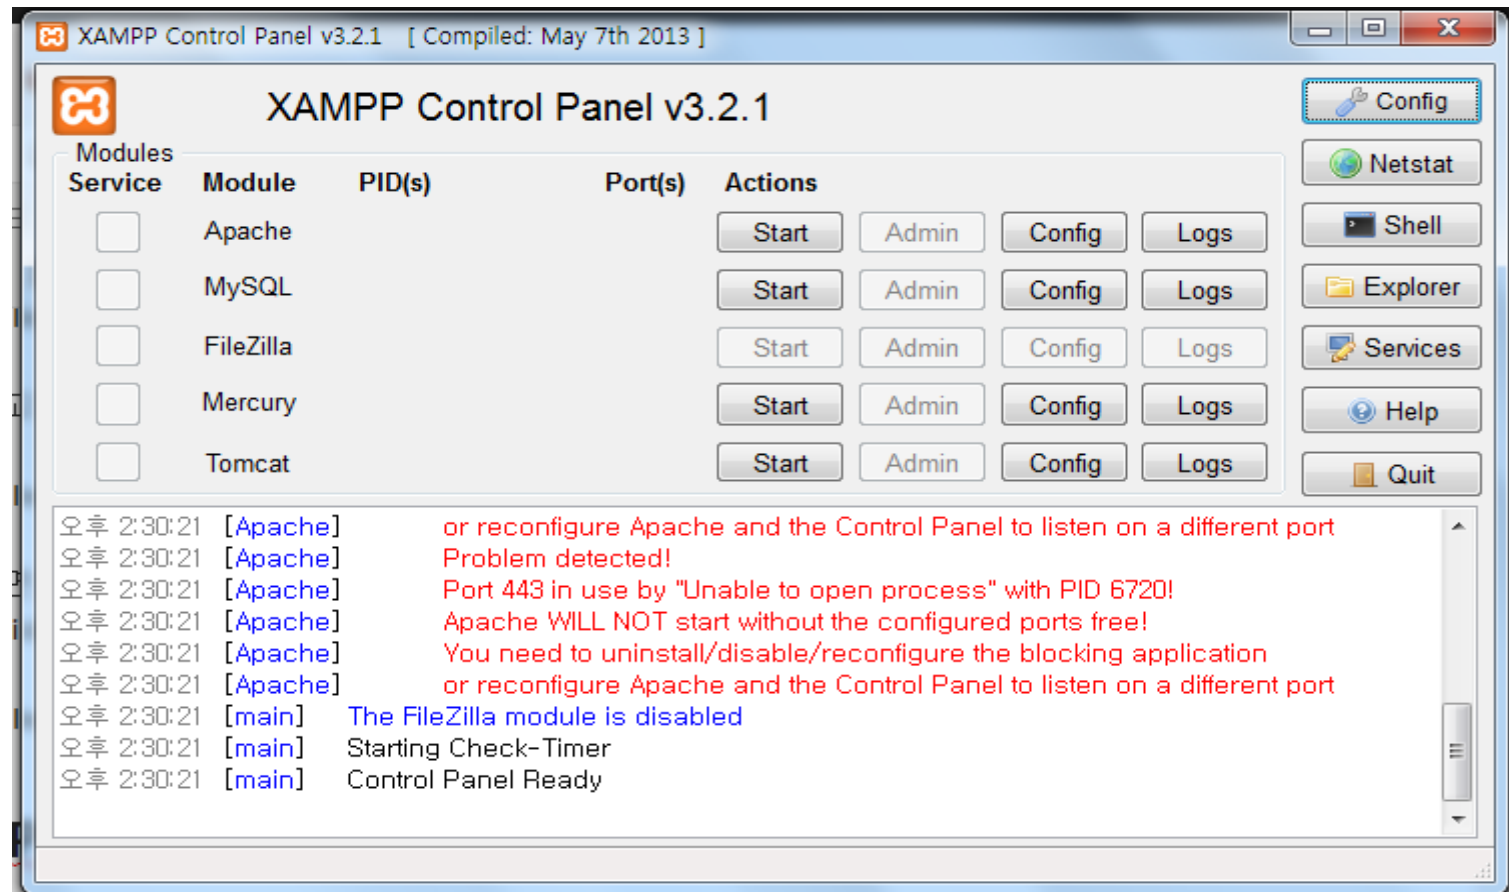 XAMPP Control Panel v3.2.1 [ Compiled: May 7th 2013 ]
XAMPP Control Panel v3.2.1
Config
Modules
Netstat
Service Module PID(s) Port(s) Actions
Apache Start Admin Config Logs
Shell
MySQL Start Admin Config Logs
Explorer
FileZilla Start Admin Config Logs
Services
Mercury Start Admin Config Logs
Help
Tomcat Start Admin Config Logs
Quit
오후 2:30:21 [Apache] or reconfigure Apache and the Control Panel to listen on a different port
오후 2:30:21 [Apache] Problem detected!
오후 2:30:21 [Apache] Port 443 in use by "Unable to open process" with PID 6720!
오후 2:30:21 [Apache] Apache WILL NOT start without the configured ports free!
오후 2:30:21 [Apache] You need to uninstall/disable/reconfigure the blocking application
오후 2:30:21 [Apache] or reconfigure Apache and the Control Panel to listen on a different port
오후 2:30:21 [main] The FileZilla module is disabled
오후 2:30:21 [main] Starting Check-Timer
오후 2:30:21 [main] Control Panel Ready